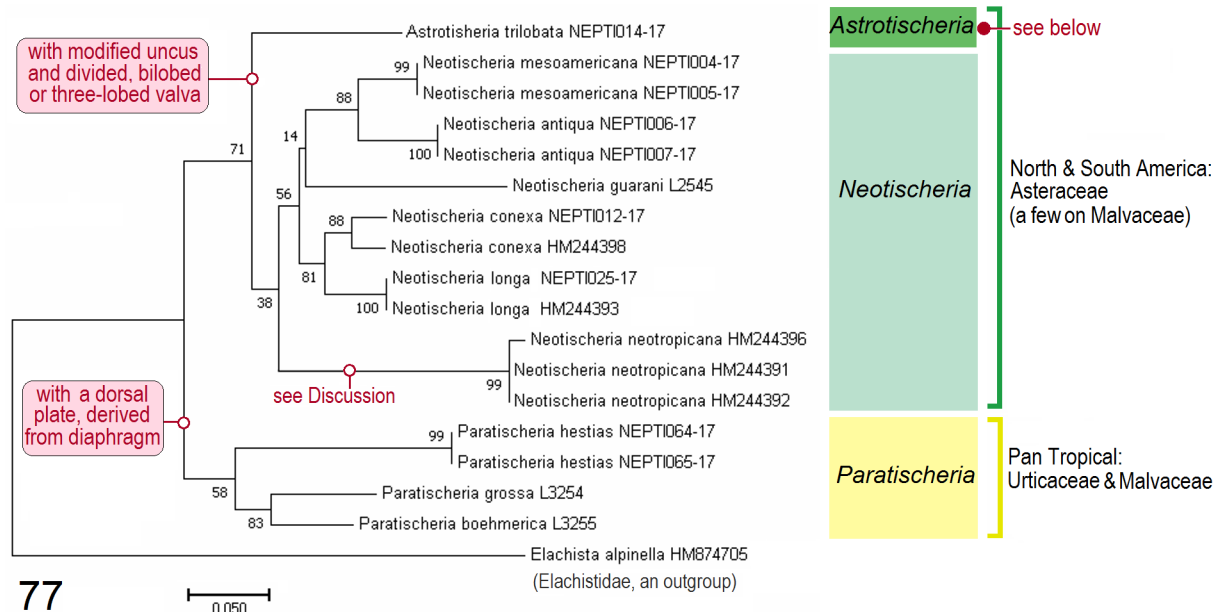 with modified uncus
and divided, bilobed
or three-lobed valva
Astrotisheria trilobata NEPTI014-17
99
Neotischeria mesoamericana NEPTI004-17
Neotischeria mesoamericana NEPTI005-17
88
Neotischeria antiqua NEPTI006-17
100
Neotischeria antiqua NEPTI007-17
14
71
Neotischeria guarani L2545
56
Neotischeria conexa NEPTI012-17
88
Neotischeria conexa HM244398
81
Neotischeria longa NEPTI025-17
100
Neotischeria longa HM244393
38
Neotischeria neotropicana HM244396
Neotischeria neotropicana HM244391
99
Neotischeria neotropicana HM244392
see Discussion
with a dorsal
plate, derived
from diaphragm
99
Paratischeria hestias NEPTI064-17
Paratischeria hestias NEPTI065-17
58
Paratischeria grossa L3254
83
Paratischeria boehmerica L3255
Elachista alpinella HM874705
(Elachistidae, an outgroup)
77
0.050
Astrotischeria
see below
Neotischeria
North & South America:
Asteraceae
(a few on Malvaceae)
Paratischeria
Pan Tropical:
Urticaceae & Malvaceae